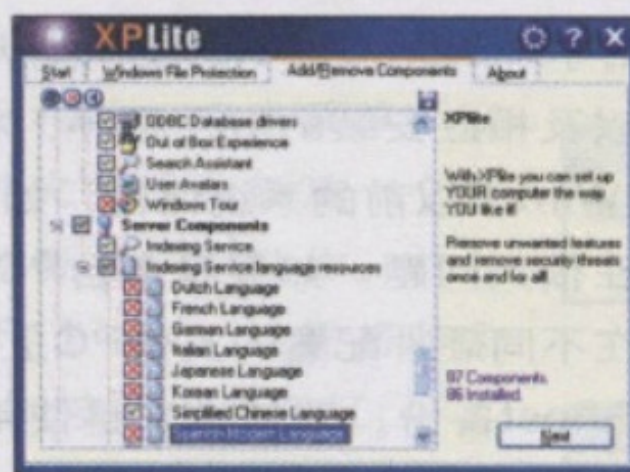 XPLite
Start
Windows File Protection
Add/Remove Components
About
ODBC Database drivers
Out of Box Experience
Search Assistant
User Avatars
Windows Tour
Server Components
Indexing Service
Indexing Service language resources
Dutch Language
French Language
German Language
Italian Language
Japanese Language
Korean Language
Simplified Chinese Language
Spanish-Modern Language
XPlite
With XPlite you can set up
YOUR computer the way
YOU like it!
Remove unwanted features
and remove security threats
once and for all.
Components.
Installed.
Next